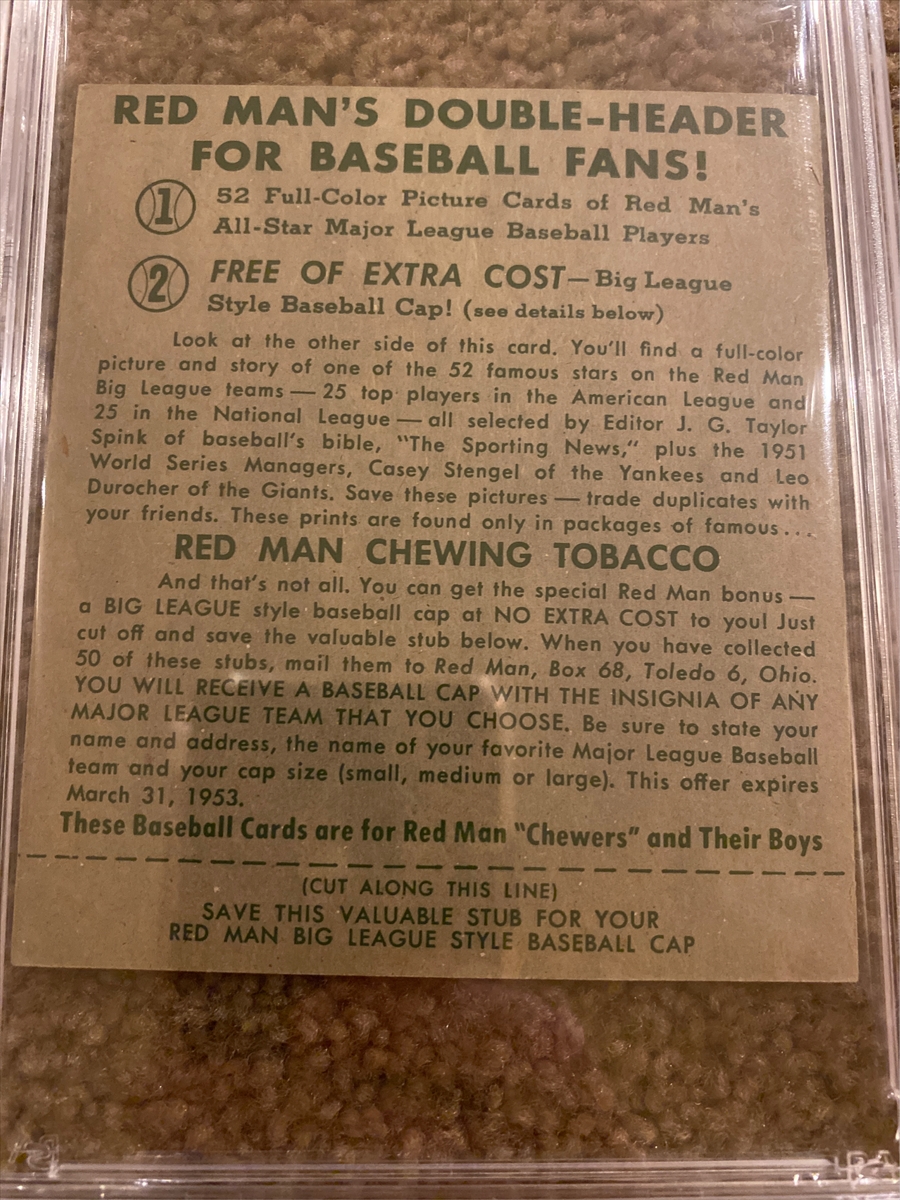 RED MAN'S DOUBLE-HEADER
FOR BASEBALL FANS!
1 52 Full-Color Picture Cards of Red Man's
All-Star Major League Baseball Players
2 FREE OF EXTRA COST—Big League
Style Baseball Cap! (see details below)
Look at the other side of this card. You'll find a full-color
picture and story of one of the 52 famous stars on the Red Man
Big League teams — 25 top players in the American League and
25 in the National League — all selected by Editor J. G. Taylor
Spink of baseball's bible, "The Sporting News," plus the 1951
World Series Managers, Casey Stengel of the Yankees and Leo
Durocher of the Giants. Save these pictures — trade duplicates with
your friends. These prints are found only in packages of famous...
RED MAN CHEWING TOBACCO
And that's not all. You can get the special Red Man bonus —
a BIG LEAGUE style baseball cap at NO EXTRA COST to you! Just
cut off and save the valuable stub below. When you have collected
50 of these stubs, mail them to Red Man, Box 68, Toledo 6, Ohio.
YOU WILL RECEIVE A BASEBALL CAP WITH THE INSIGNIA OF ANY
MAJOR LEAGUE TEAM THAT YOU CHOOSE. Be sure to state your
name and address, the name of your favorite Major League Baseball
team and your cap size (small, medium or large). This offer expires
March 31, 1953.
These Baseball Cards are for Red Man "Chewers" and Their Boys
(CUT ALONG THIS LINE)
SAVE THIS VALUABLE STUB FOR YOUR
RED MAN BIG LEAGUE STYLE BASEBALL CAP